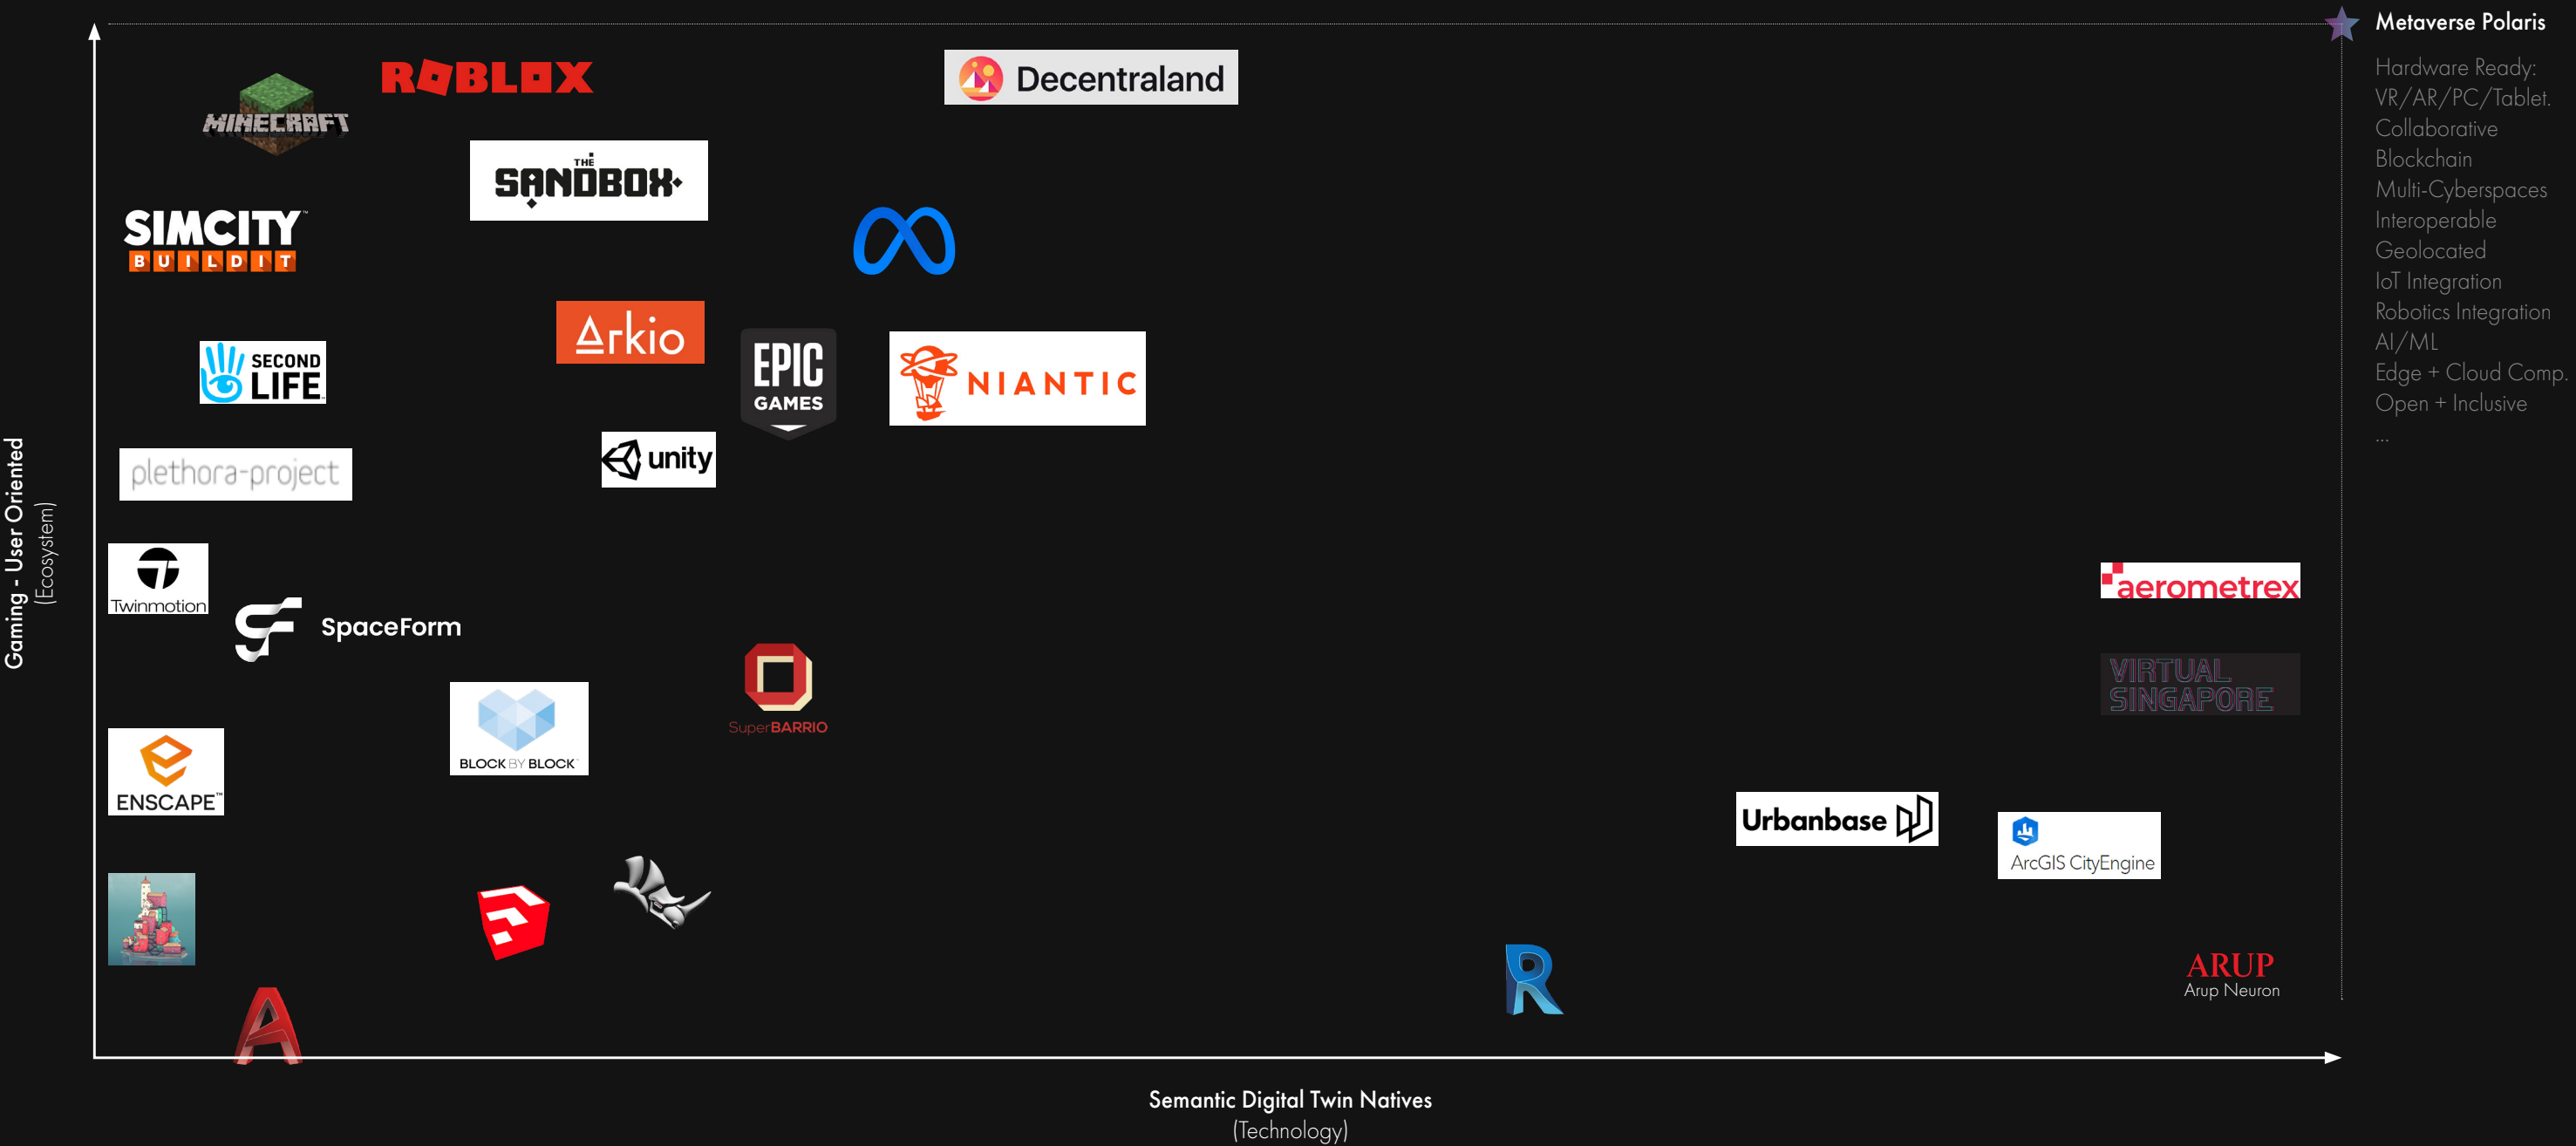 Metaverse Polaris
Hardware Ready:
VR/AR/PC/Tablet.
Collaborative
Blockchain
Multi-Cyberspaces
Interoperable
Geolocated
IoT Integration
Robotics Integration
AI/ML
Edge + Cloud Comp.
Open + Inclusive
...
Gaming - User Oriented
(Ecosystem)
MINECRAFT
ROBLOX
Decentraland
THE
SANDBOX
SIMCITY™
BUILDIT
Arkio
EPIC
GAMES
NIANTIC
SECOND
LIFE
unity
plethora-project
Twinmotion
SpaceForm
aerometrex
VIRTUAL
SINGAPORE
SuperBARRIO
BLOCK BY BLOCK™
ENSCAPE™
Urbanbase
ArcGIS CityEngine
R
ARUP
Arup Neuron
A
Semantic Digital Twin Natives
(Technology)